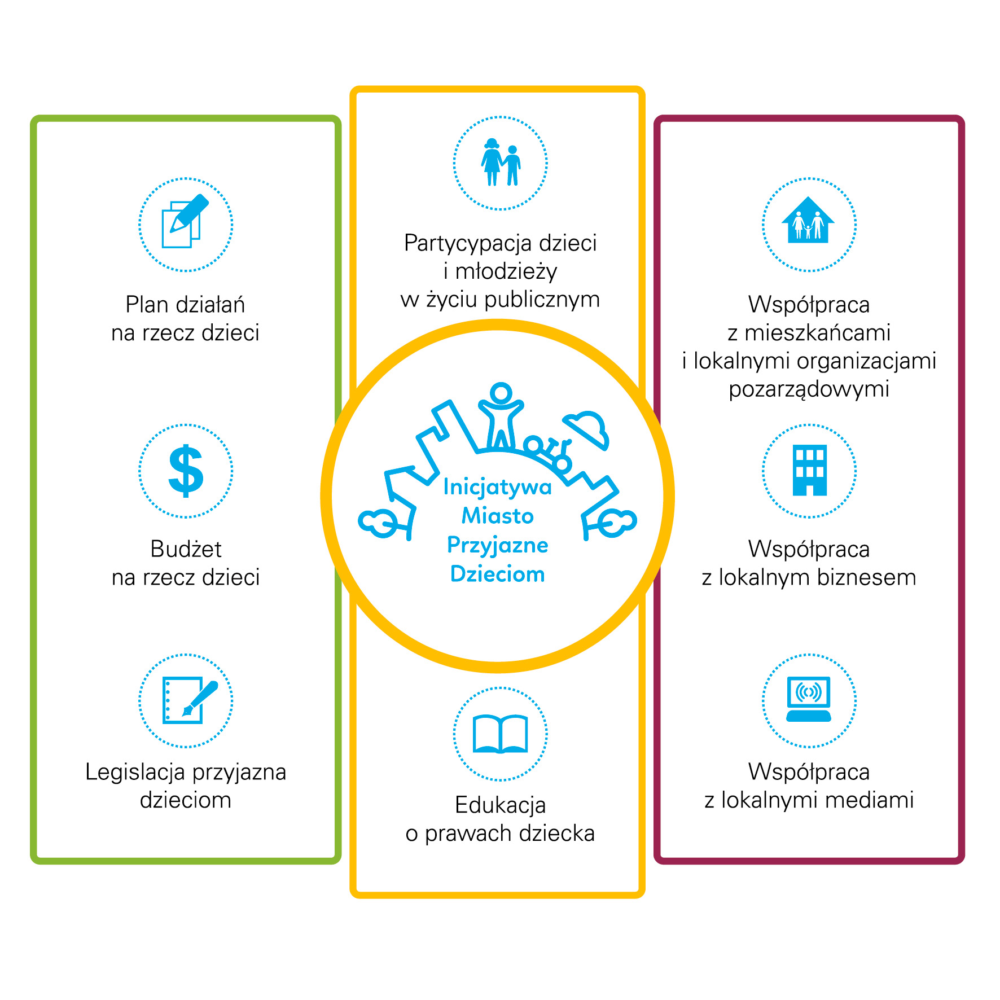 Plan działań
na rzecz dzieci
$
Budżet
na rzecz dzieci
Legislacja przyjazna
dzieciom
Partycypacja dzieci
i młodzieży
w życiu publicznym
Inicjatywa
Miasto
Przyjazne
Dzieciom
Edukacja
o prawach dziecka
Współpraca
z mieszkańcami
i lokalnymi organizacjami
pozarządowymi
Współpraca
z lokalnym biznesem
Współpraca
z lokalnymi mediami